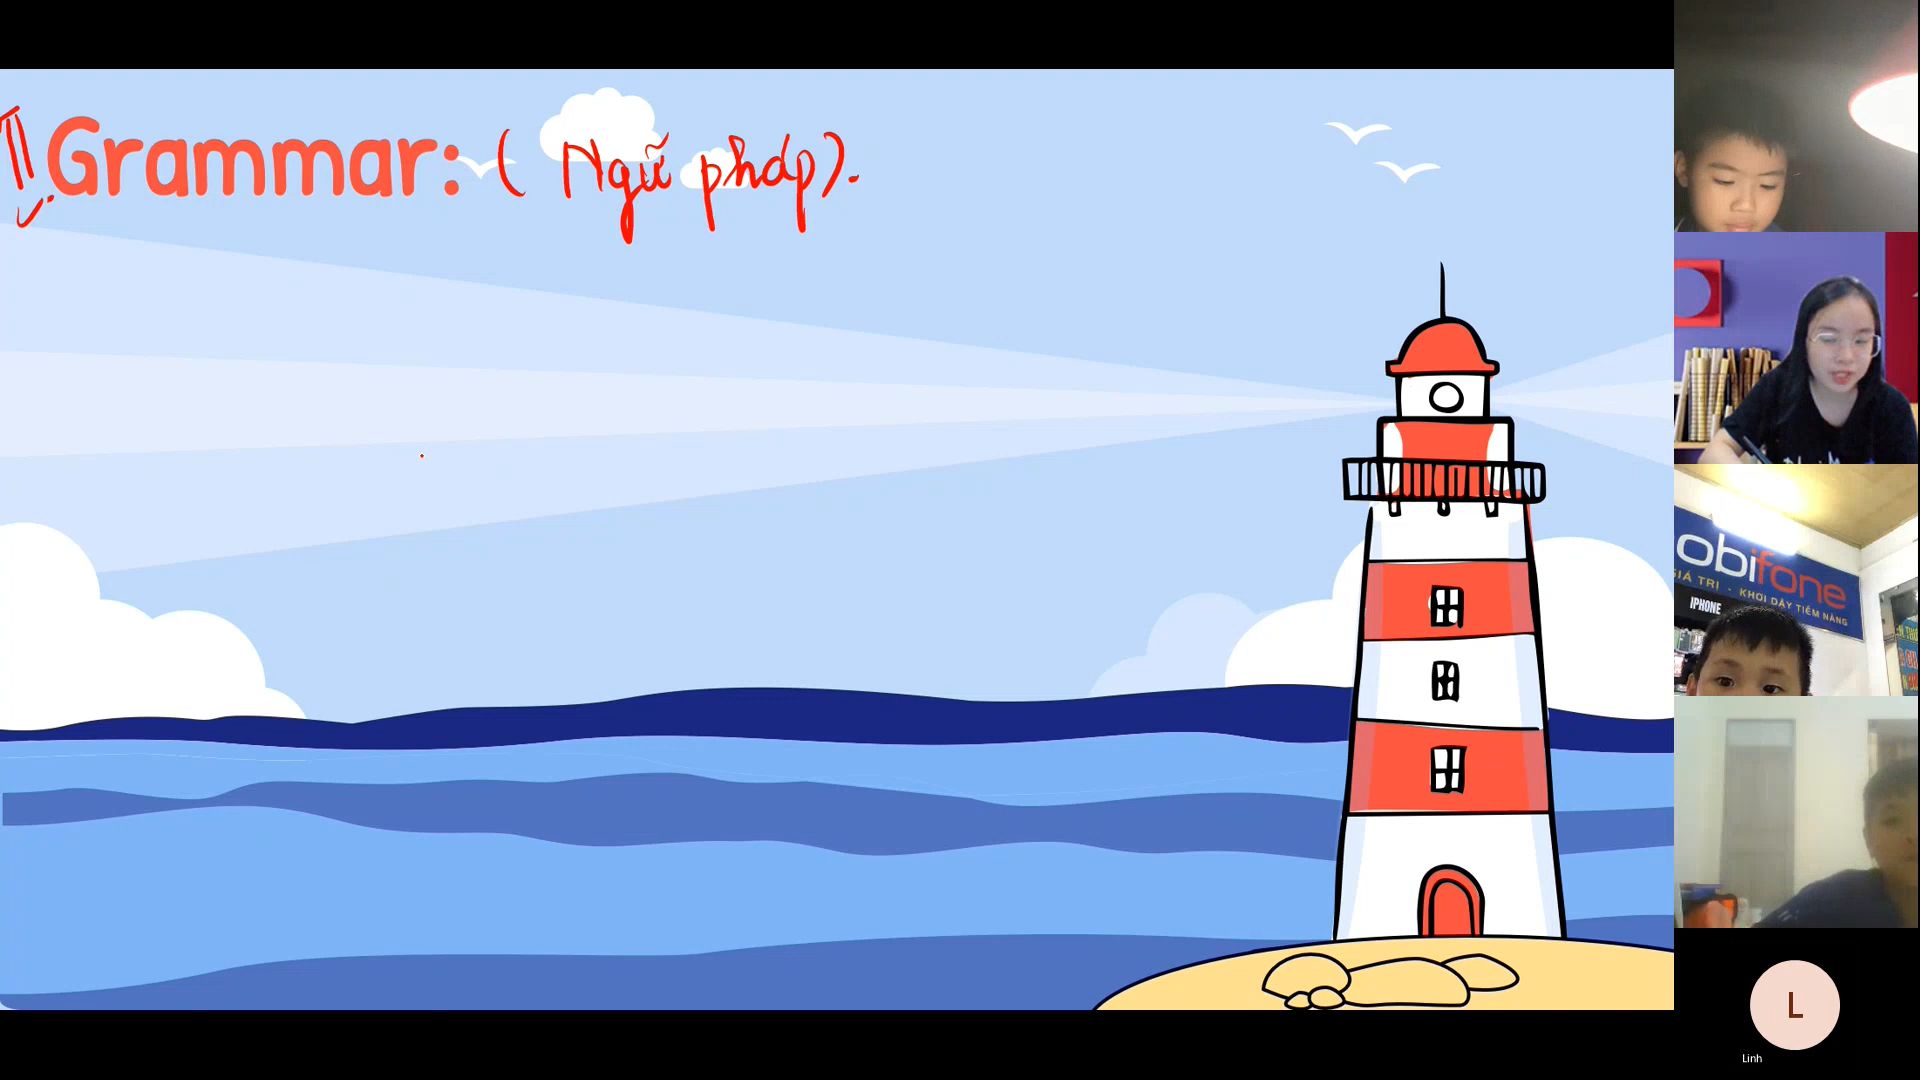 II Grammar: ( Ngữ pháp).
obifone
GIÁ TRỊ - KHƠI DẬY TIỀM NĂNG
IPHONE
L
Linh